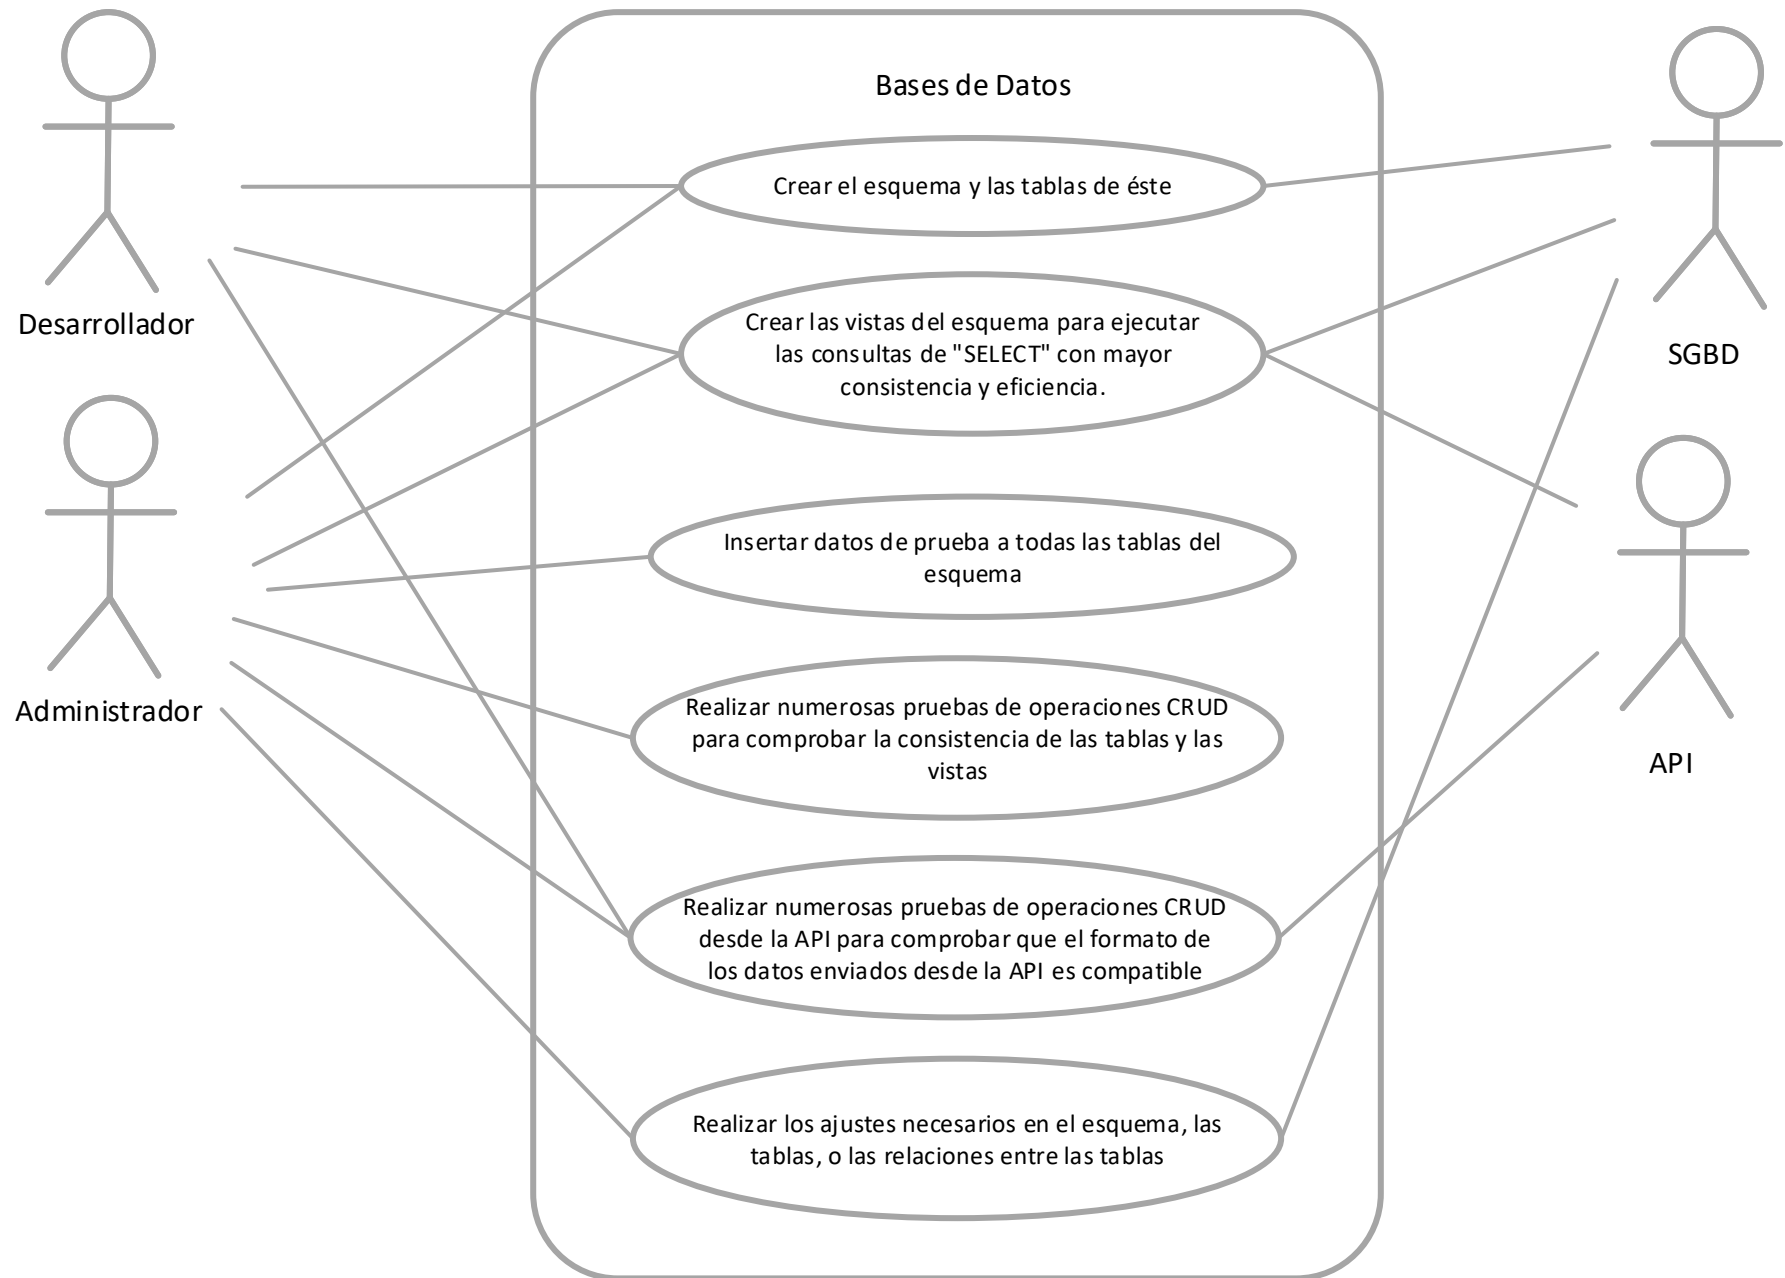 Bases de Datos
Crear el esquema y las tablas de éste
Desarrollador
Crear las vistas del esquema para ejecutar
las consultas de "SELECT" con mayor
consistencia y eficiencia.
SGBD
Insertar datos de prueba a todas las tablas del
esquema
Administrador
Realizar numerosas pruebas de operaciones CRUD
para comprobar la consistencia de las tablas y las
vistas
API
Realizar numerosas pruebas de operaciones CRUD
desde la API para comprobar que el formato de
los datos enviados desde la API es compatible
Realizar los ajustes necesarios en el esquema, las
tablas, o las relaciones entre las tablas